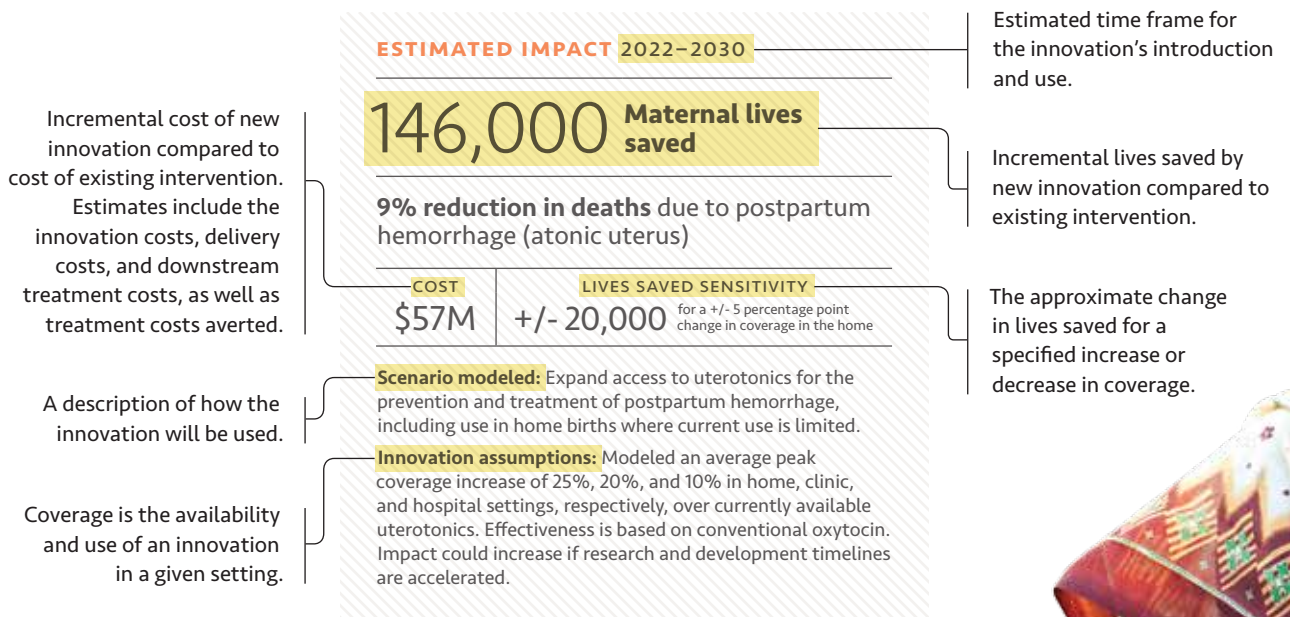 ESTIMATED IMPACT 2022–2030
Estimated time frame for
the innovation’s introduction
and use.
146,000 Maternal lives
saved
Incremental lives saved by
new innovation compared to
existing intervention.
Incremental cost of new
innovation compared to
cost of existing intervention.
Estimates include the
innovation costs, delivery
costs, and downstream
treatment costs, as well as
treatment costs averted.
9% reduction in deaths due to postpartum
hemorrhage (atonic uterus)
COST
$57M
LIVES SAVED SENSITIVITY
+/- 20,000 for a +/- 5 percentage point
change in coverage in the home
The approximate change
in lives saved for a
specified increase or
decrease in coverage.
A description of how the
innovation will be used.
Scenario modeled: Expand access to uterotonics for the
prevention and treatment of postpartum hemorrhage,
including use in home births where current use is limited.
Coverage is the availability
and use of an innovation
in a given setting.
Innovation assumptions: Modeled an average peak
coverage increase of 25%, 20%, and 10% in home, clinic,
and hospital settings, respectively, over currently available
uterotonics. Effectiveness is based on conventional oxytocin.
Impact could increase if research and development timelines
are accelerated.